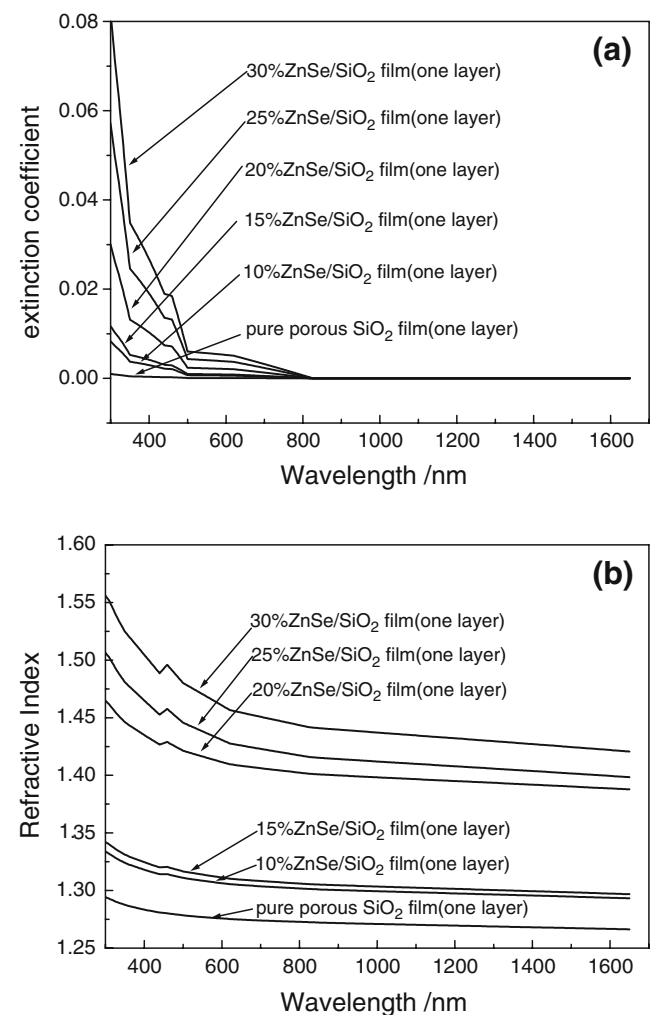 (a)
0.08
0.06
0.04
0.02
0.00
extinction coefficient
30%ZnSe/SiO₂ film(one layer)
25%ZnSe/SiO₂ film(one layer)
20%ZnSe/SiO₂ film(one layer)
15%ZnSe/SiO₂ film(one layer)
10%ZnSe/SiO₂ film(one layer)
pure porous SiO₂ film(one layer)
400 600 800 1000 1200 1400 1600
Wavelength /nm
(b)
1.60
1.55
1.50
1.45
1.40
1.35
1.30
1.25
Refractive Index
30%ZnSe/SiO₂ film(one layer)
25%ZnSe/SiO₂ film(one layer)
20%ZnSe/SiO₂ film(one layer)
15%ZnSe/SiO₂ film(one layer)
10%ZnSe/SiO₂ film(one layer)
pure porous SiO₂ film(one layer)
400 600 800 1000 1200 1400 1600
Wavelength /nm